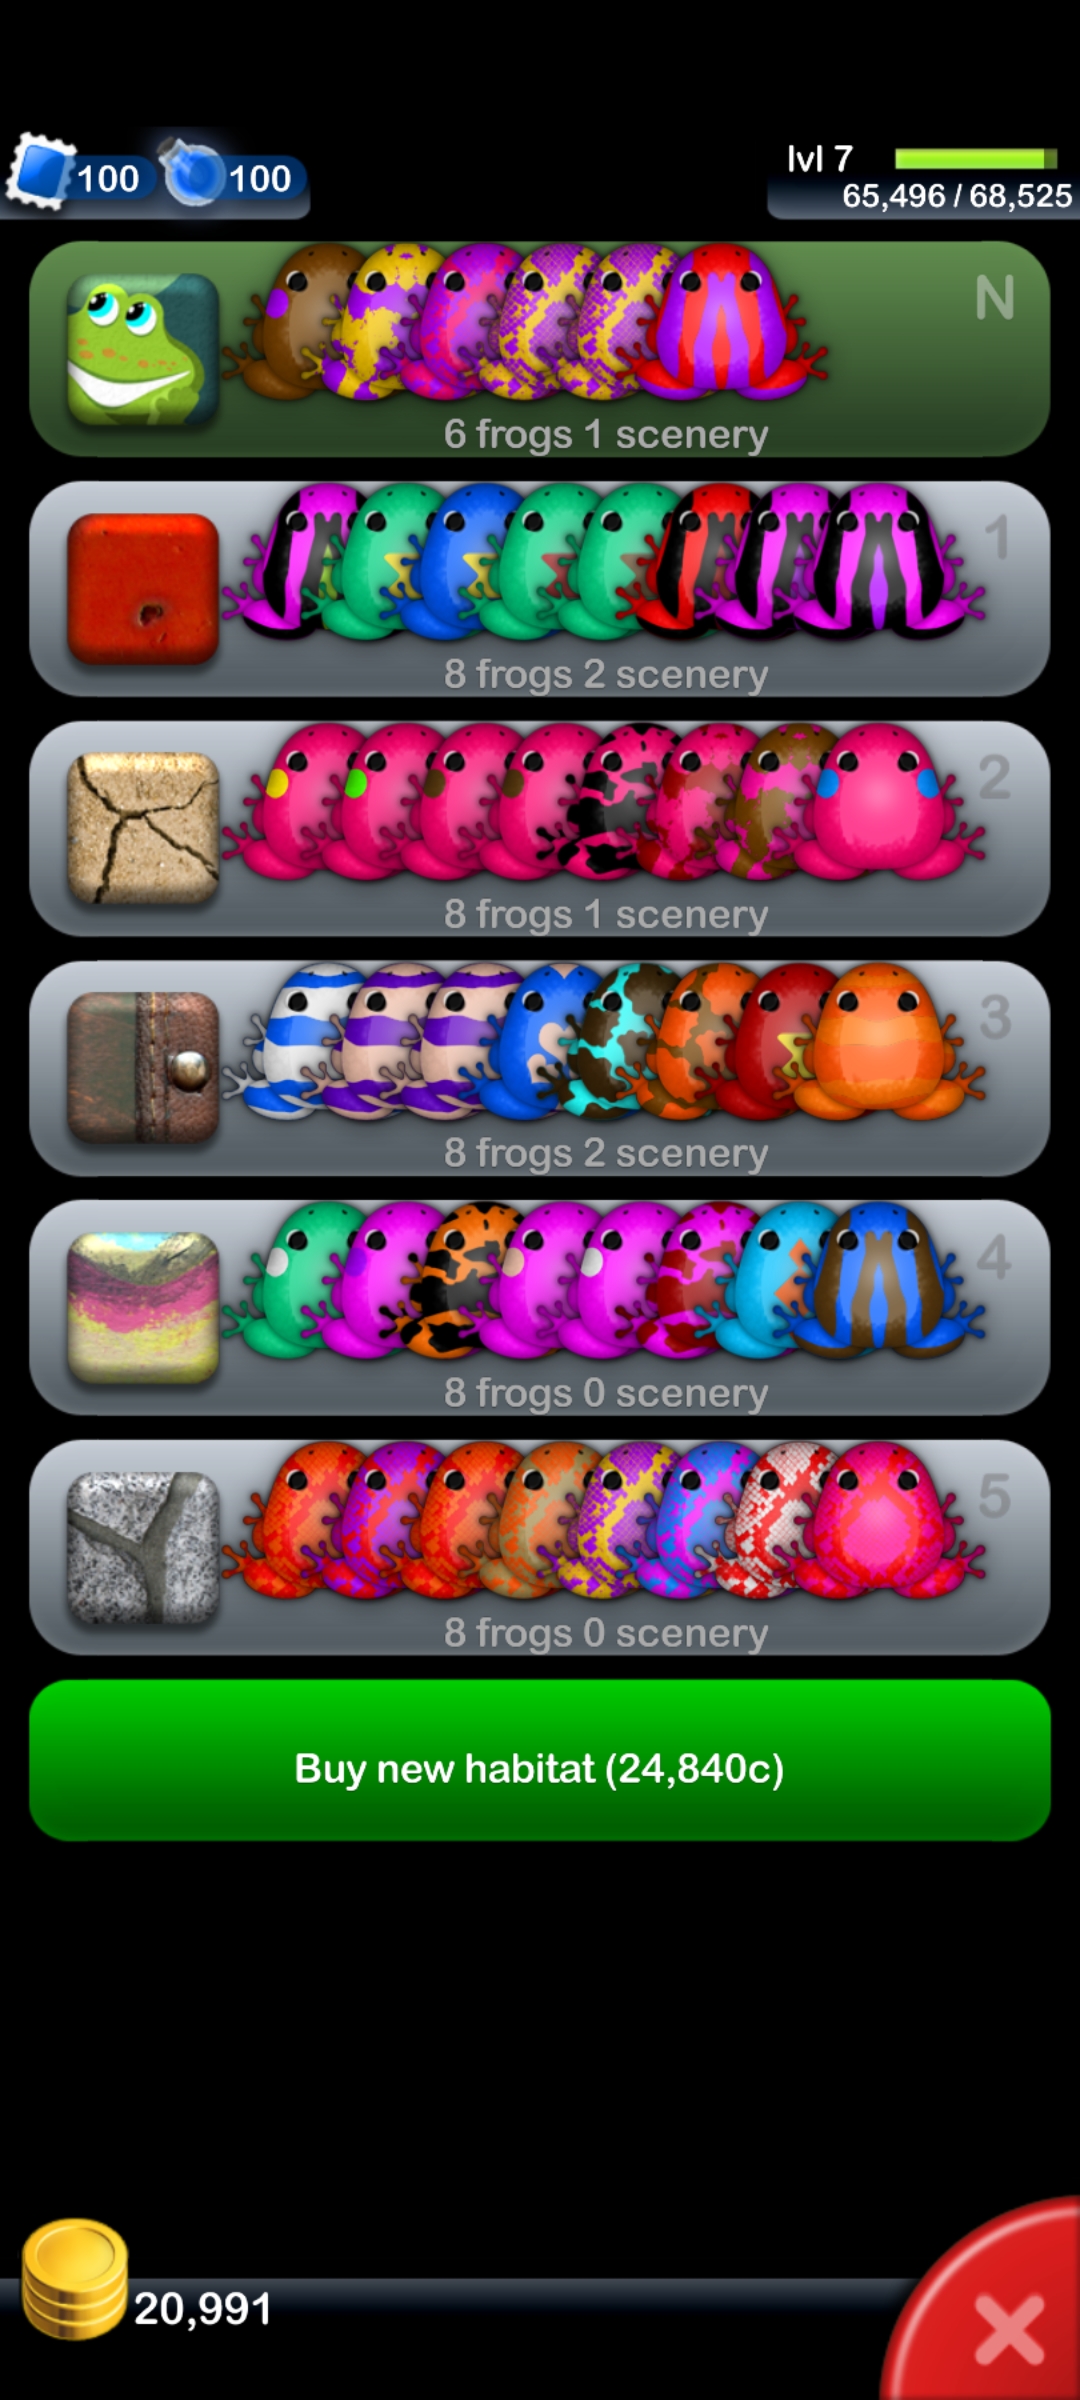 100 100
lvl 7
65,496 / 68,525
N
6 frogs 1 scenery
1
8 frogs 2 scenery
2
8 frogs 1 scenery
3
8 frogs 2 scenery
4
8 frogs 0 scenery
5
8 frogs 0 scenery
Buy new habitat (24,840c)
20,991